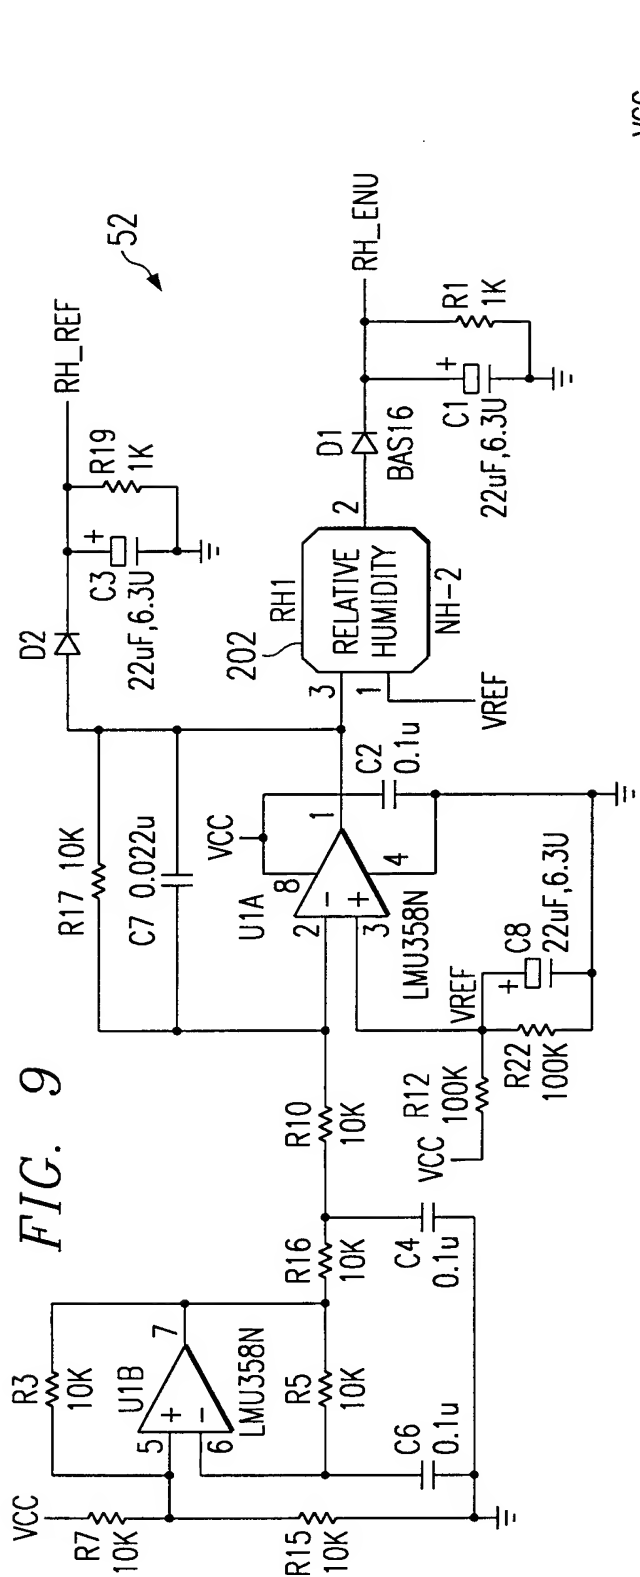 FIG. 9
52
VCC
R7
10K
R15
10K
R3
10K
U1B
5
6
7
LMU358N
R5
10K
C6
0.1u
R16
10K
C4
0.1u
R10
10K
R17 10K
C7 0.022u
VCC
U1A
8
2
3
1
4
LMU358N
C2
0.1u
VREF
R12
100K
VCC
R22
100K
C8
22uF,6.3U
D2
C3
22uF,6.3U
R19
1K
RH_REF
202
RH1
3
1
2
RELATIVE
HUMIDITY
NH-2
VREF
D1
BAS16
C1
22uF,6.3U
R1
1K
RH_ENU
VCC